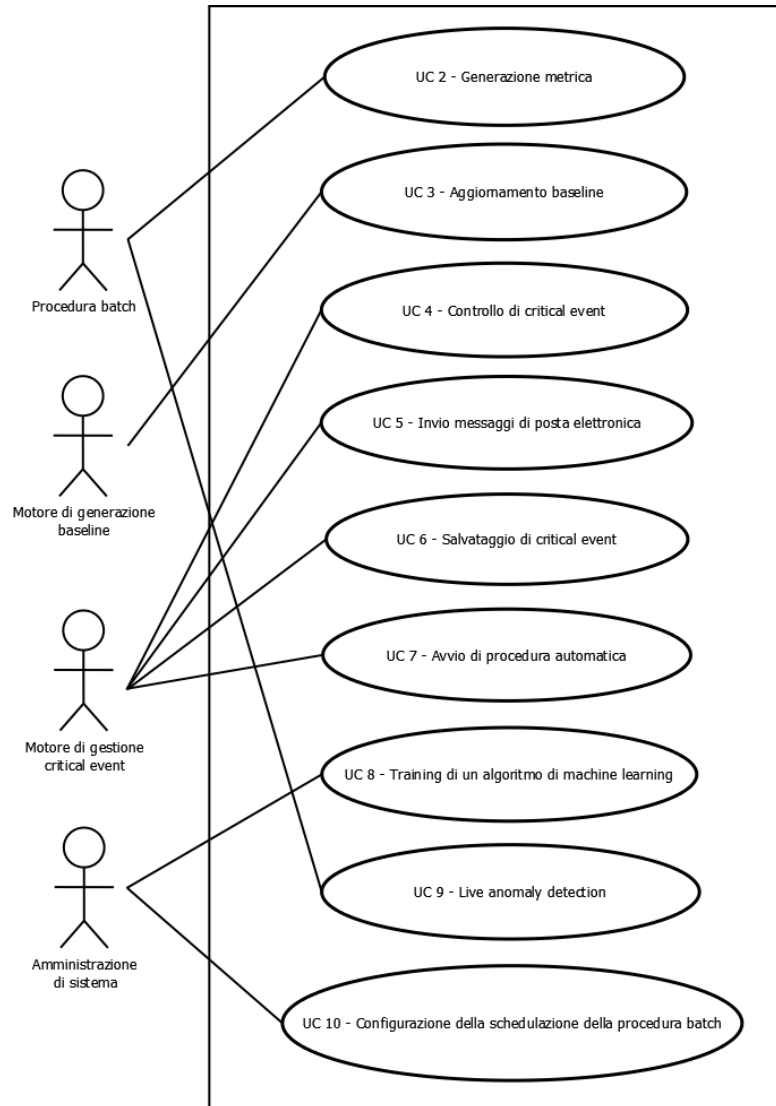 UC 2 - Generazione metrica
UC 3 - Aggiornamento baseline
Procedura batch
UC 4 - Controllo di critical event
UC 5 - Invio messaggi di posta elettronica
Motore di generazione
baseline
UC 6 - Salvataggio di critical event
UC 7 - Avvio di procedura automatica
Motore di gestione
critical event
UC 8 - Training di un algoritmo di machine learning
UC 9 - Live anomaly detection
Amministrazione
di sistema
UC 10 - Configurazione della schedulazione della procedura batch